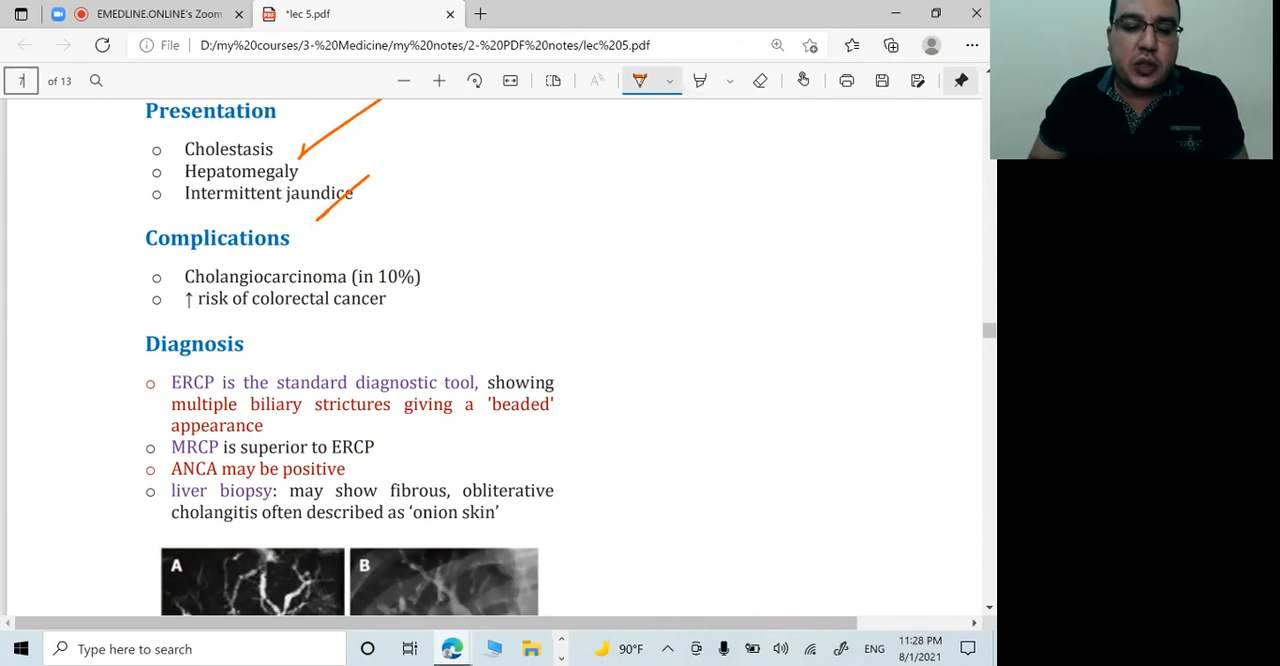 EMEDLINE.ONLINE's Zoom
*lec 5.pdf
File
D:/my%20courses/3-%20Medicine/my%20notes/2-%20PDF%20notes/lec%205.pdf
7 of 13
Presentation
Cholestasis
Hepatomegaly
Intermittent jaundice
Complications
Cholangiocarcinoma (in 10%)
↑ risk of colorectal cancer
Diagnosis
ERCP is the standard diagnostic tool, showing
multiple biliary strictures giving a 'beaded'
appearance
MRCP is superior to ERCP
ANCA may be positive
liver biopsy: may show fibrous, obliterative
cholangitis often described as ‘onion skin’
A B
Type here to search
90°F
ENG
11:28 PM
8/1/2021